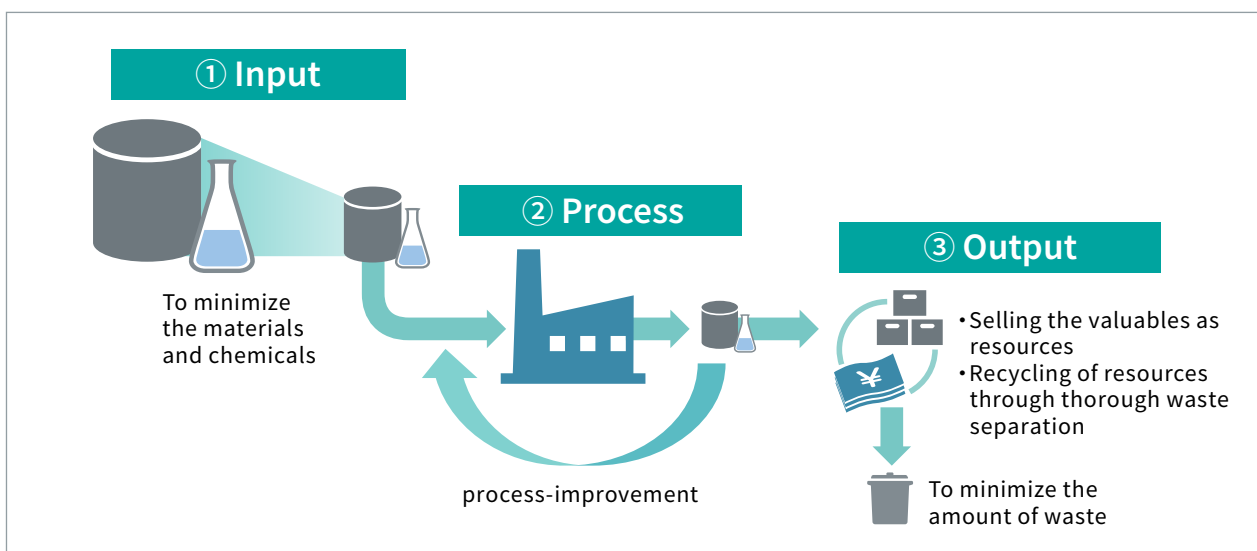 ① Input
To minimize
the materials
and chemicals
② Process
process-improvement
③ Output
¥
・Selling the valuables as
resources
・Recycling of resources
through thorough waste
separation
To minimize the
amount of waste